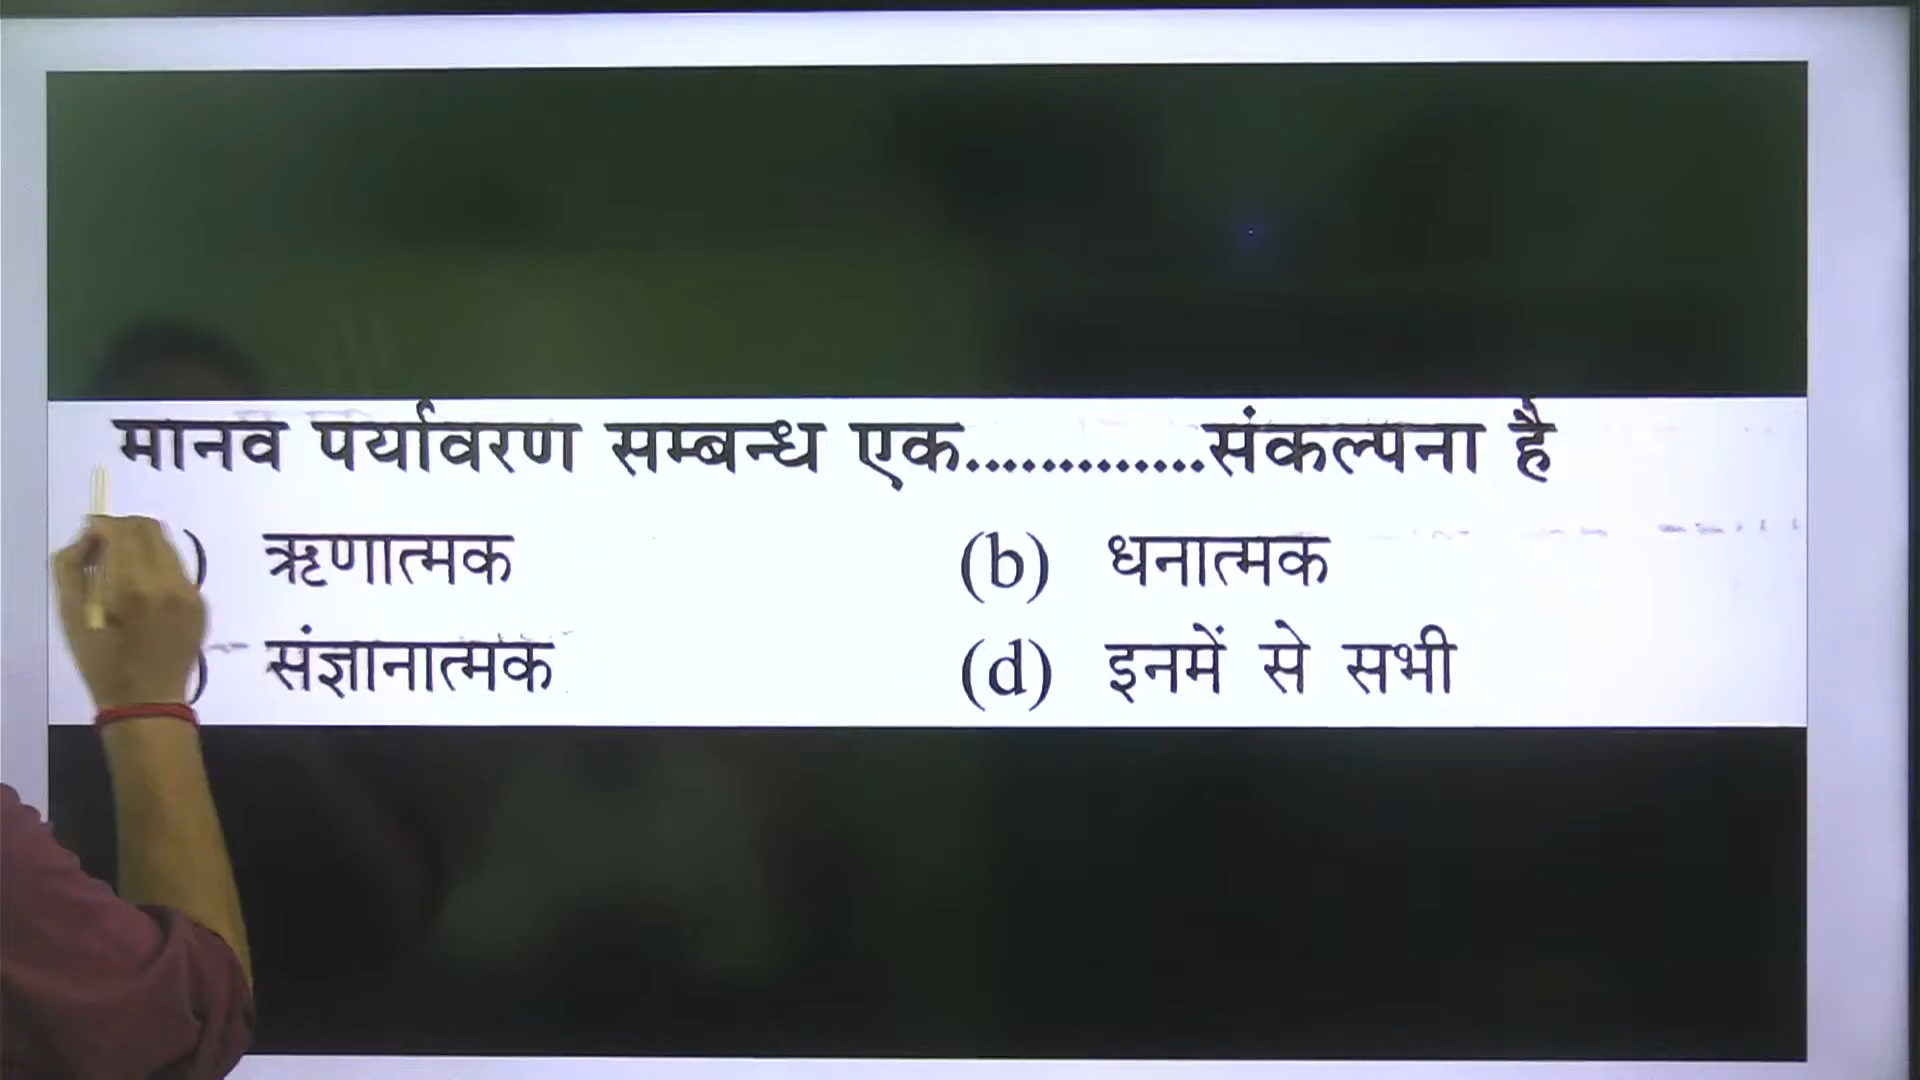 मानव पर्यावरण सम्बन्ध एक.............संकल्पना है
) ऋणात्मक (b) धनात्मक
) संज्ञानात्मक (d) इनमें से सभी